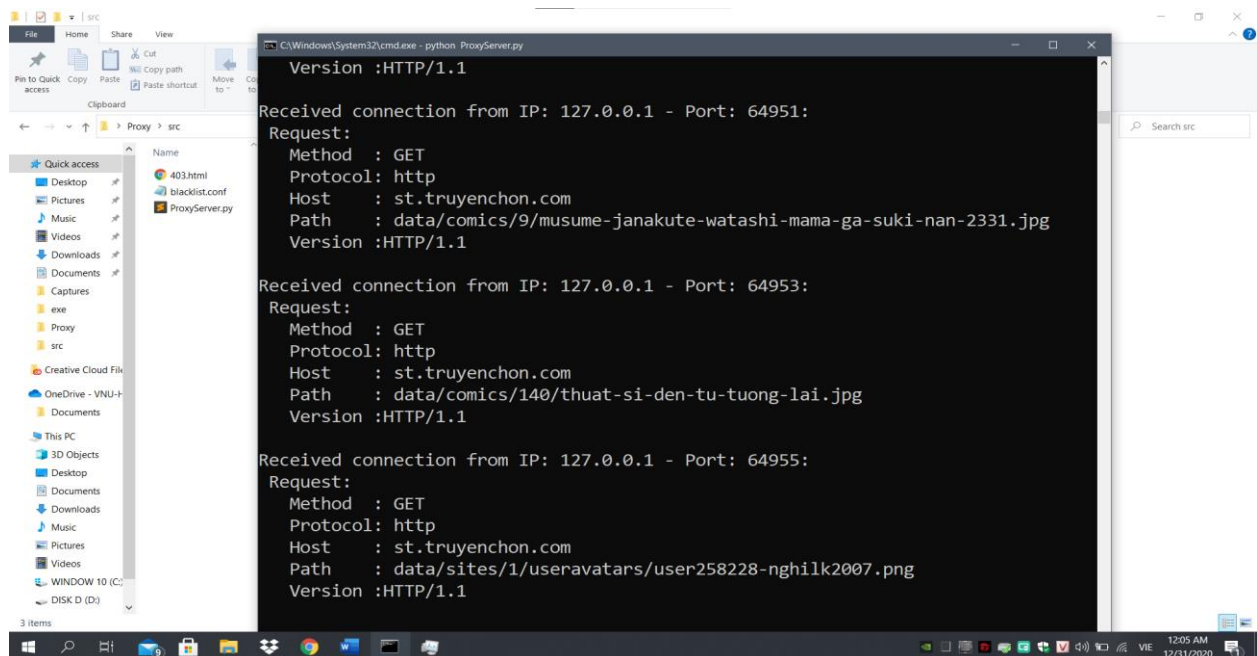 src
File Home Share View
Pin to Quick access
Copy
Paste
Cut
Copy path
Paste shortcut
Move to
Clipboard
Proxy > src
Search src
Name
Quick access
Desktop
Pictures
Music
Videos
Downloads
Documents
Captures
exe
Proxy
src
Creative Cloud File
OneDrive - VNU-H
Documents
This PC
3D Objects
Desktop
Documents
Downloads
Music
Pictures
Videos
WINDOW 10 (C:)
DISK D (D:)
3 items
403.html
blacklist.conf
ProxyServer.py
C:\Windows\System32\cmd.exe - python ProxyServer.py
Version :HTTP/1.1
Received connection from IP: 127.0.0.1 - Port: 64951:
Request:
Method : GET
Protocol: http
Host : st.truyenchon.com
Path : data/comics/9/musume-janakute-watashi-mama-ga-suki-nan-2331.jpg
Version :HTTP/1.1
Received connection from IP: 127.0.0.1 - Port: 64953:
Request:
Method : GET
Protocol: http
Host : st.truyenchon.com
Path : data/comics/140/thuat-si-den-tu-tuong-lai.jpg
Version :HTTP/1.1
Received connection from IP: 127.0.0.1 - Port: 64955:
Request:
Method : GET
Protocol: http
Host : st.truyenchon.com
Path : data/sites/1/useravatars/user258228-nghilk2007.png
Version :HTTP/1.1
VIE
12:05 AM
12/31/2020